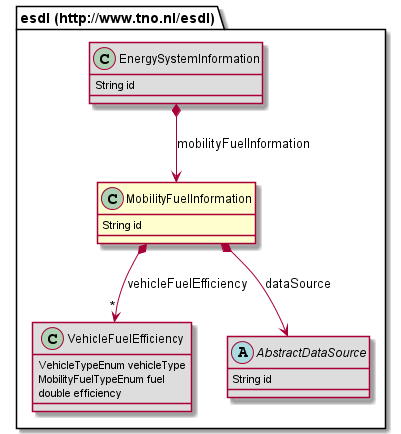 esdl (http://www.tno.nl/esdl)
C EnergySystemInformation
String id
mobilityFuelInformation
C MobilityFuelInformation
String id
vehicleFuelEfficiency
dataSource
*
C VehicleFuelEfficiency
VehicleTypeEnum vehicleType
MobilityFuelTypeEnum fuel
double efficiency
A AbstractDataSource
String id